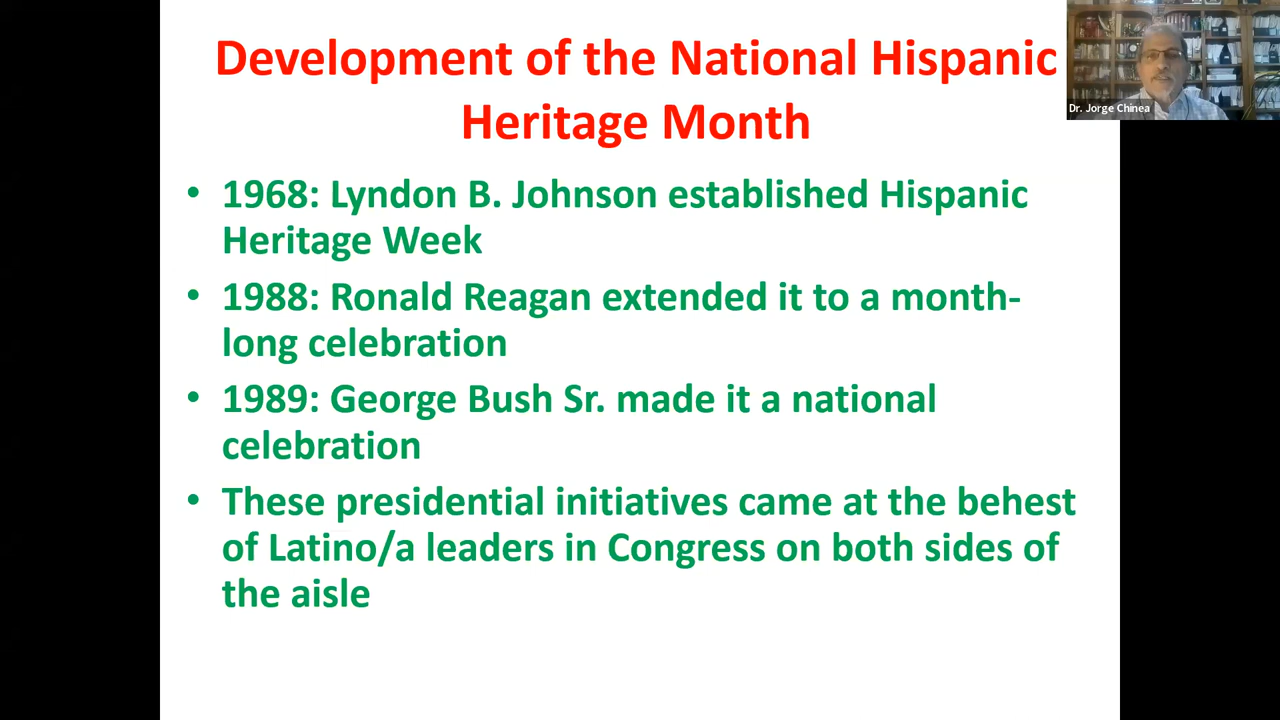 Development of the National Hispanic
Heritage Month
Dr. Jorge Chinea
• 1968: Lyndon B. Johnson established Hispanic
Heritage Week
• 1988: Ronald Reagan extended it to a month-
long celebration
• 1989: George Bush Sr. made it a national
celebration
• These presidential initiatives came at the behest
of Latino/a leaders in Congress on both sides of
the aisle